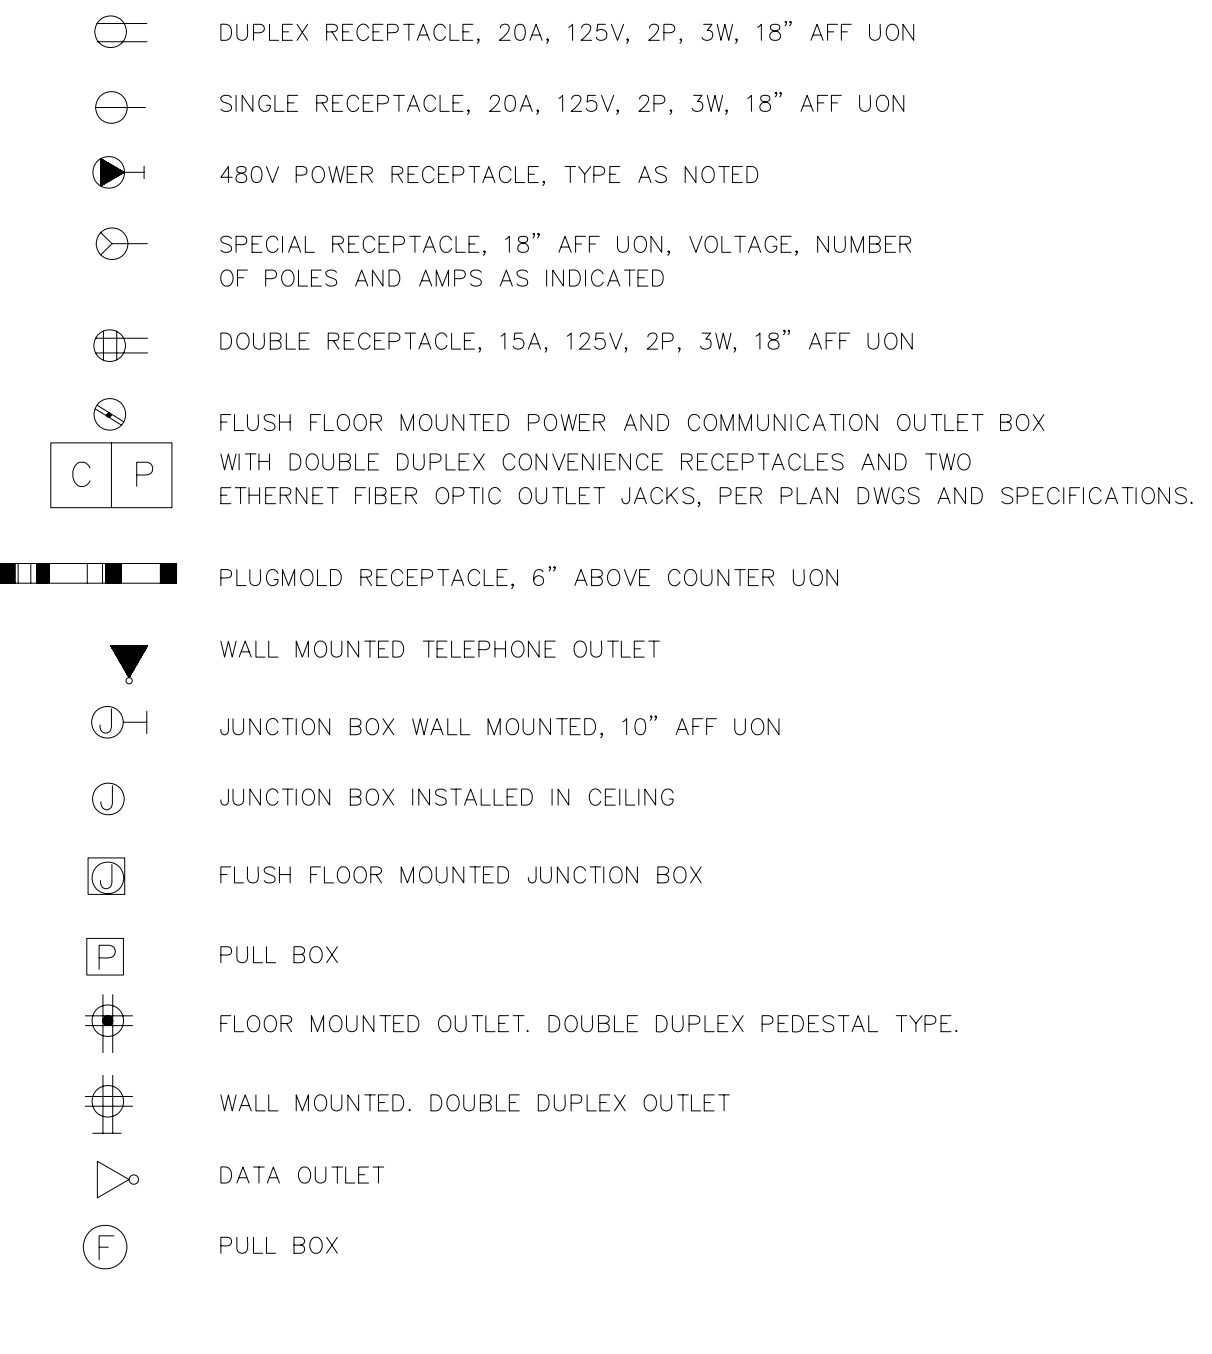 DUPLEX RECEPTACLE, 20A, 125V, 2P, 3W, 18” AFF UON
SINGLE RECEPTACLE, 20A, 125V, 2P, 3W, 18” AFF UON
480V POWER RECEPTACLE, TYPE AS NOTED
SPECIAL RECEPTACLE, 18” AFF UON, VOLTAGE, NUMBER
OF POLES AND AMPS AS INDICATED
DOUBLE RECEPTACLE, 15A, 125V, 2P, 3W, 18” AFF UON
FLUSH FLOOR MOUNTED POWER AND COMMUNICATION OUTLET BOX
C P
WITH DOUBLE DUPLEX CONVENIENCE RECEPTACLES AND TWO
ETHERNET FIBER OPTIC OUTLET JACKS, PER PLAN DWGS AND SPECIFICATIONS.
PLUGMOLD RECEPTACLE, 6” ABOVE COUNTER UON
WALL MOUNTED TELEPHONE OUTLET
J JUNCTION BOX WALL MOUNTED, 10” AFF UON
J JUNCTION BOX INSTALLED IN CEILING
J FLUSH FLOOR MOUNTED JUNCTION BOX
P PULL BOX
FLOOR MOUNTED OUTLET. DOUBLE DUPLEX PEDESTAL TYPE.
WALL MOUNTED. DOUBLE DUPLEX OUTLET
DATA OUTLET
F PULL BOX